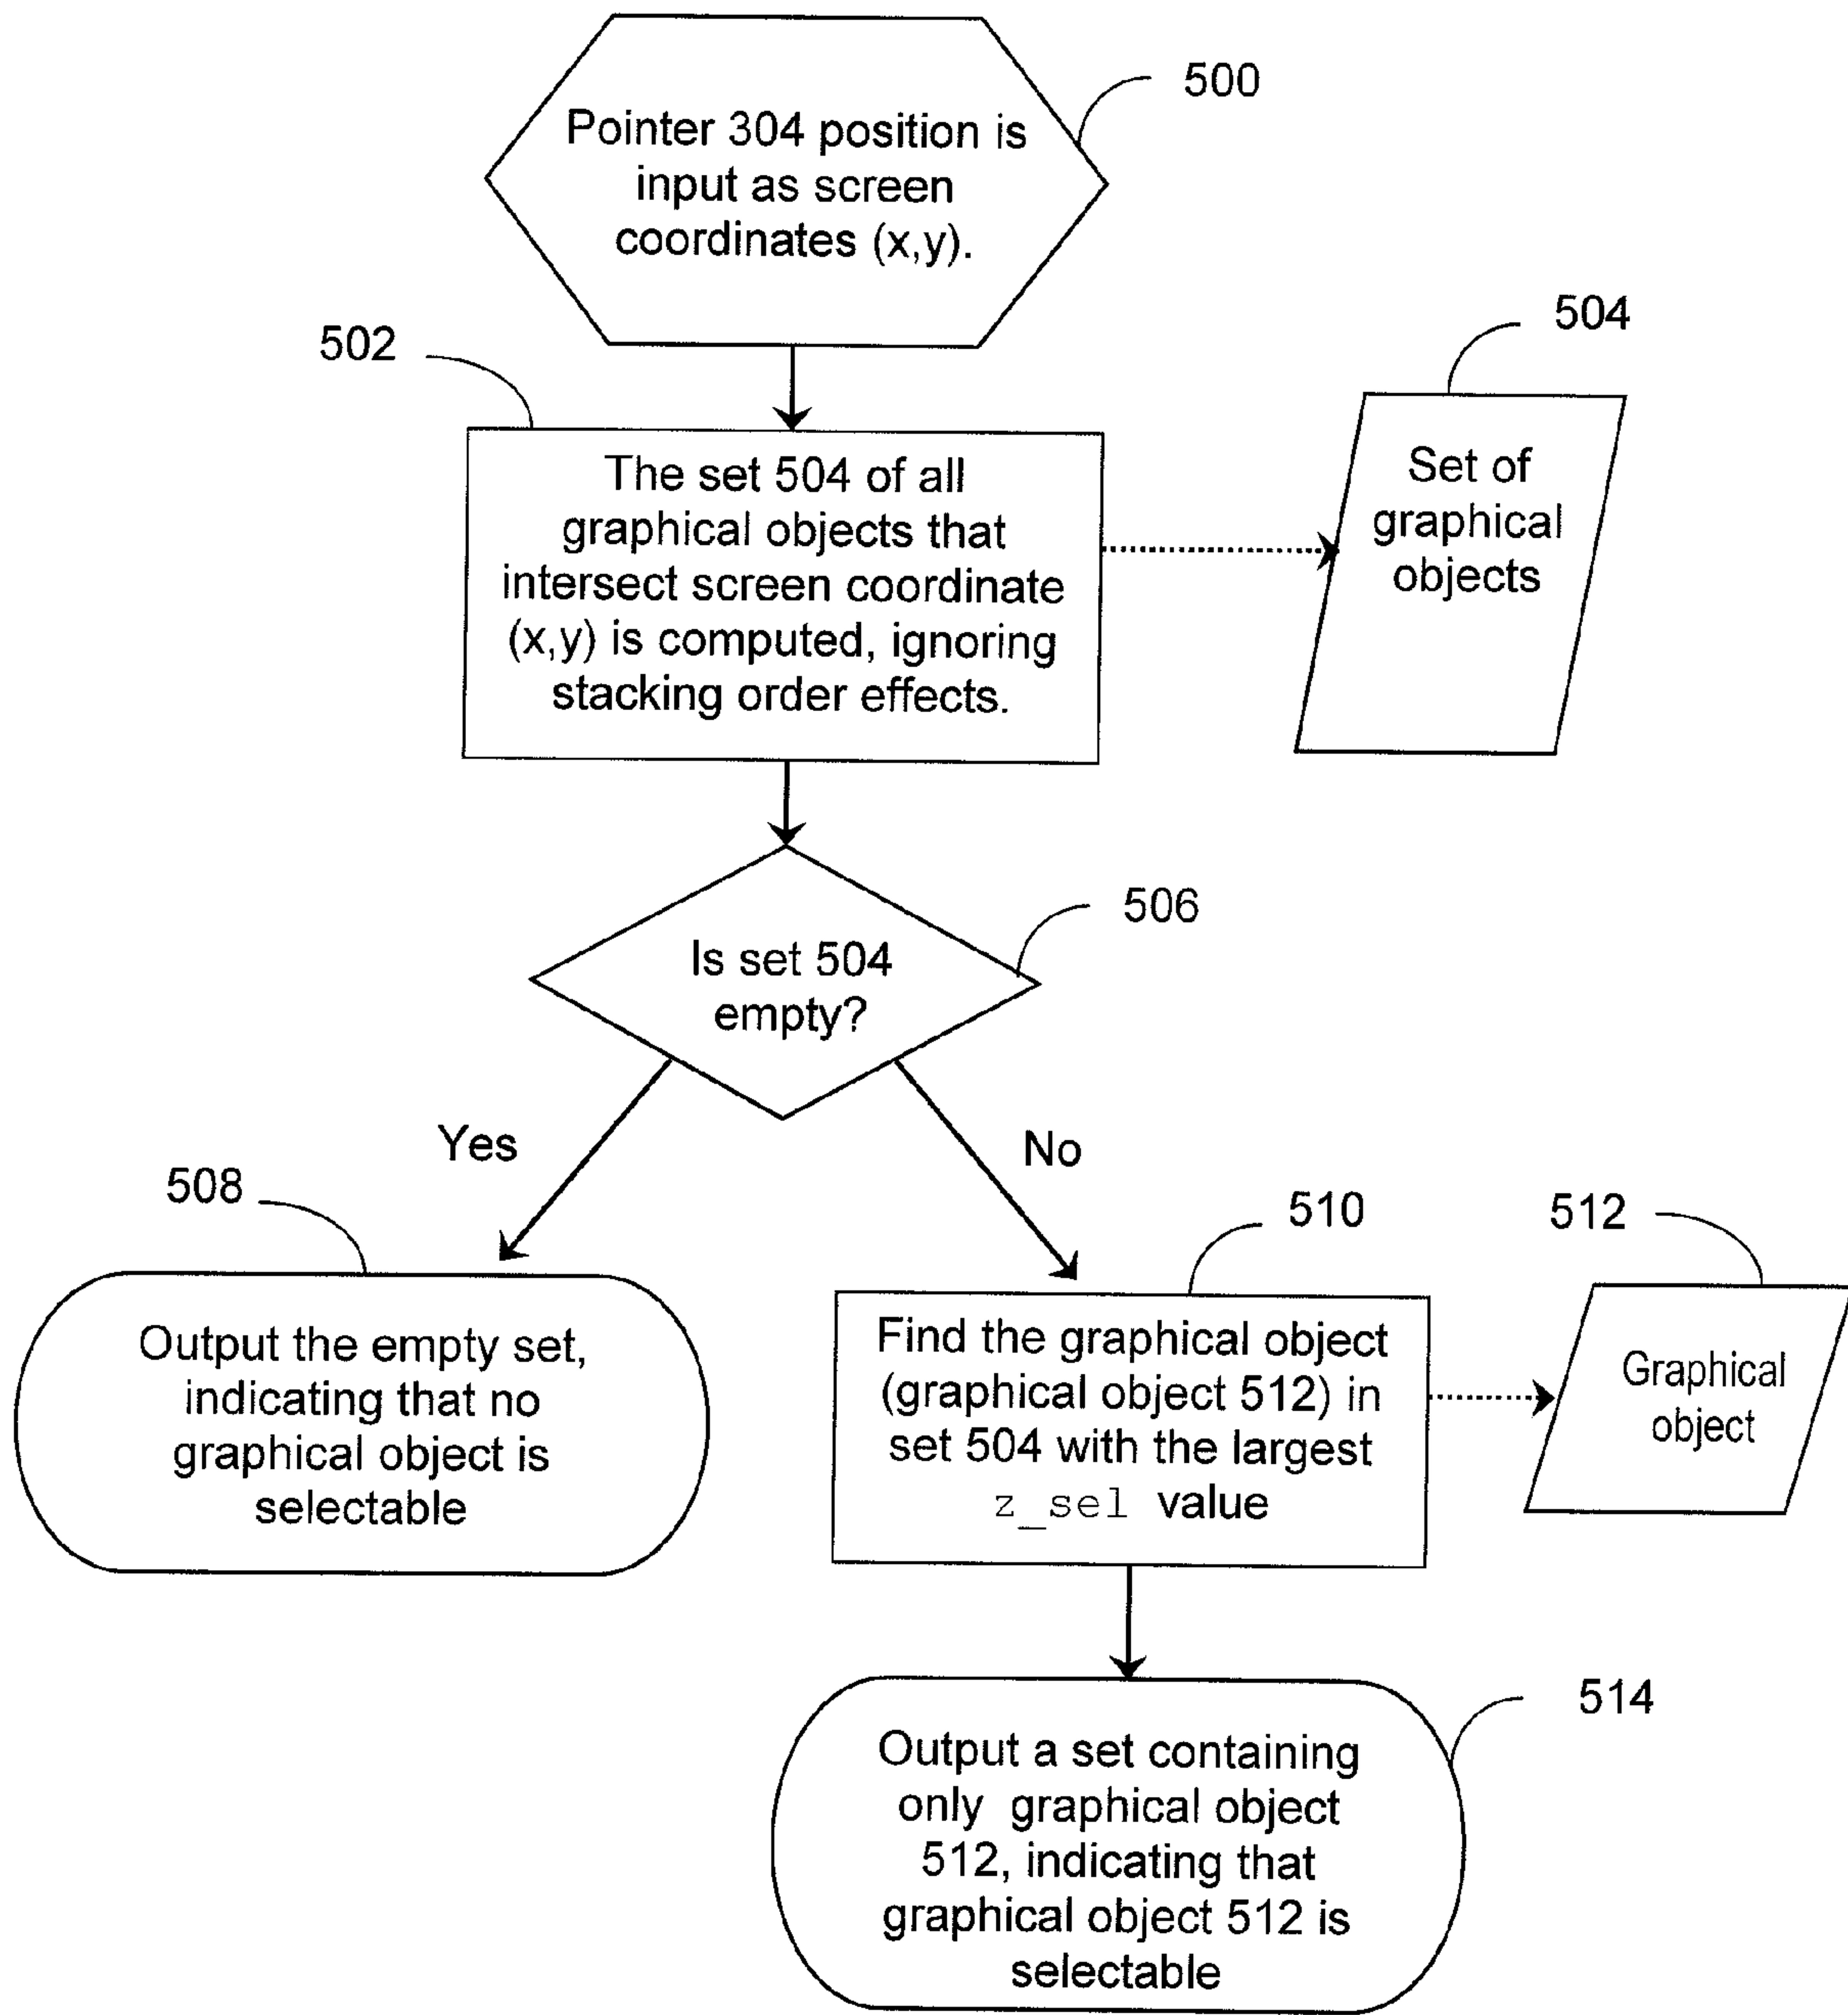 500
Pointer 304 position is
input as screen
coordinates (x,y).
502
504
The set 504 of all
graphical objects that
intersect screen coordinate
(x,y) is computed, ignoring
stacking order effects.
Set of
graphical
objects
506
Is set 504
empty?
Yes
No
508
510
512
Output the empty set,
indicating that no
graphical object is
selectable
Find the graphical object
(graphical object 512) in
set 504 with the largest
z_sel value
Graphical
object
514
Output a set containing
only graphical object
512, indicating that
graphical object 512 is
selectable